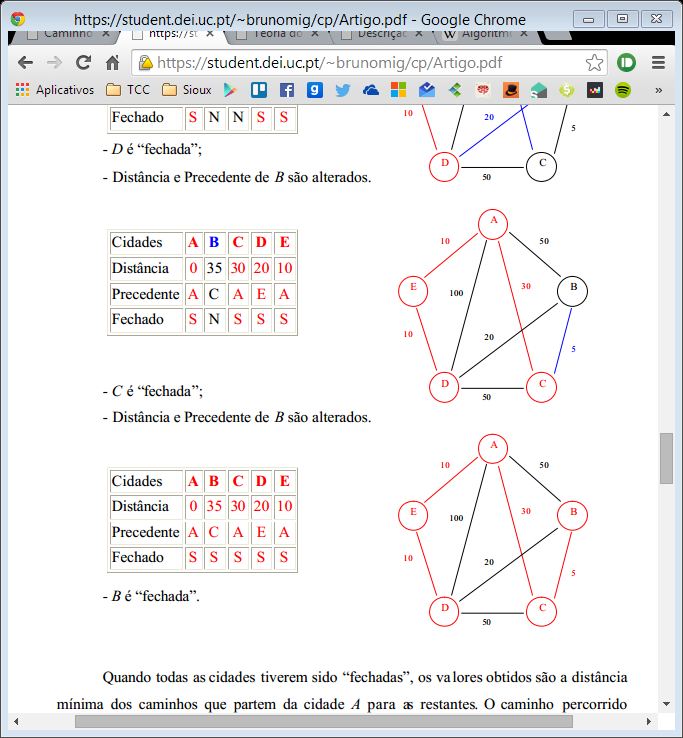 https://student.dei.uc.pt/~brunomig/cp/Artigo.pdf - Google Chrome
Caminho
https://st
Teoria do
Descriçã
Algoritm
https://student.dei.uc.pt/~brunomig/cp/Artigo.pdf
Aplicativos
TCC
Sioux
»
Fechado S N N S S
10
20
5
D
C
50
- D é “fechada”;
- Distância e Precedente de B são alterados.
Cidades A B C D E
Distância 0 35 30 20 10
Precedente A C A E A
Fechado S N S S S
A
10
50
E
100
30
B
10
20
5
D
C
50
- C é “fechada”;
- Distância e Precedente de B são alterados.
Cidades A B C D E
Distância 0 35 30 20 10
Precedente A C A E A
Fechado S S S S S
A
10
50
E
100
30
B
10
20
5
D
C
50
- B é “fechada”.
Quando todas as cidades tiverem sido “fechadas”, os valores obtidos são a distância
mínima dos caminhos que partem da cidade A para as restantes. O caminho percorrido